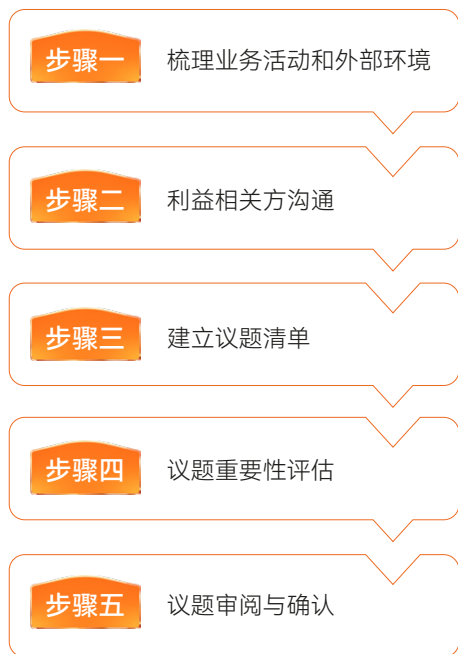 步骤一 梳理业务活动和外部环境
步骤二 利益相关方沟通
步骤三 建立议题清单
步骤四 议题重要性评估
步骤五 议题审阅与确认